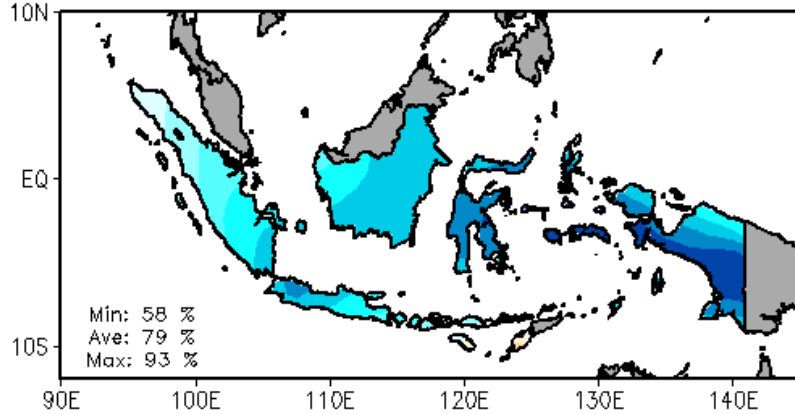 10N
EQ
Min: 58 %
Ave: 79 %
Max: 93 %
10S
90E 100E 110E 120E 130E 140E